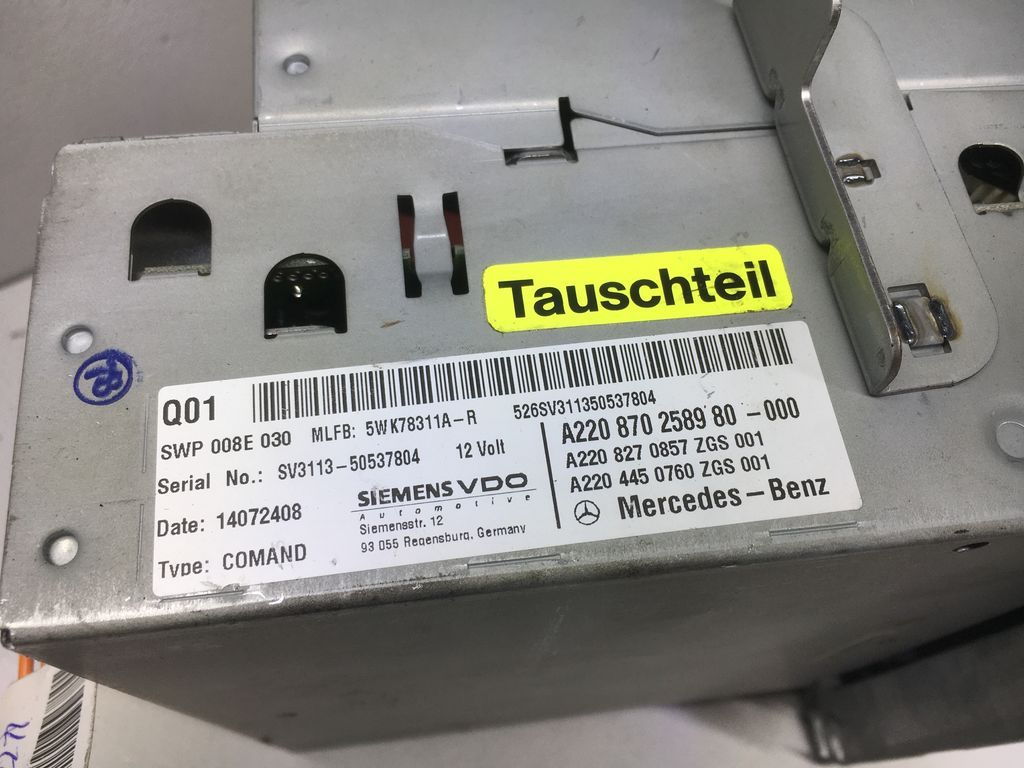 Tauschteil
Q01
526SV311350537804
SWP 008E 030 MLFB: 5WK78311A-R
Serial No.: SV3113-50537804 12 Volt
Date: 14072408
SIEMENS VDO
Automotive
Siemensstr. 12
93 055 Regensburg, Germany
Type: COMAND
A220 870 2589 80 -000
A220 827 0857 ZGS 001
A220 445 0760 ZGS 001
Mercedes-Benz